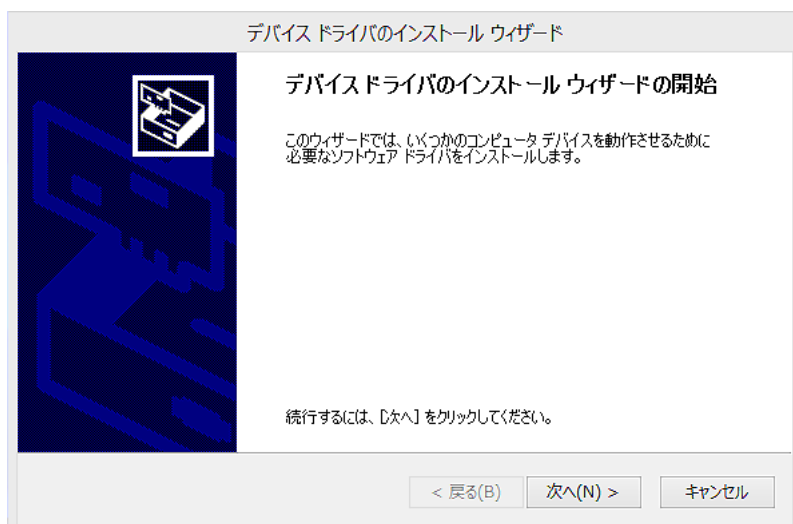 デバイス ドライバのインストール ウィザード
デバイス ドライバのインストール ウィザードの開始
このウィザードでは、いくつかのコンピュータ デバイスを動作させるために
必要なソフトウェア ドライバをインストールします。
続行するには、[次へ] をクリックしてください。
< 戻る(B)
次へ(N) >
キャンセル